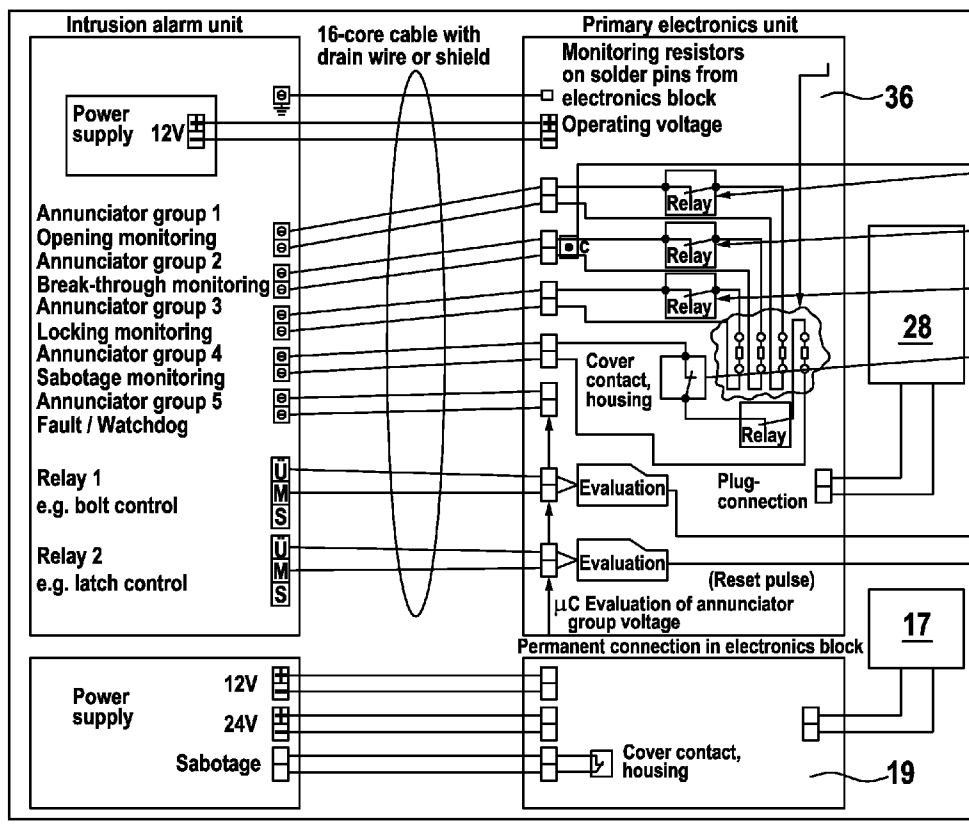 Intrusion alarm unit
16-core cable with
drain wire or shield
Primary electronics unit
Monitoring resistors
on solder pins from
electronics block
36
Power
supply
12V
+
−
+
−
Operating voltage
Relay
Annunciator group 1
Opening monitoring
Annunciator group 2
Break-through monitoring
Annunciator group 3
Locking monitoring
Annunciator group 4
Sabotage monitoring
Annunciator group 5
Fault / Watchdog
C
Relay
Relay
28
Cover
contact,
housing
Relay
Relay 1
e.g. bolt control
Ü
M
S
Evaluation
Plug-
connection
Relay 2
e.g. latch control
Ü
M
S
Evaluation
(Reset pulse)
µC Evaluation of annunciator
group voltage
17
Permanent connection in electronics block
Power
supply
12V
+
−
24V
+
−
Sabotage
Cover contact,
housing
19